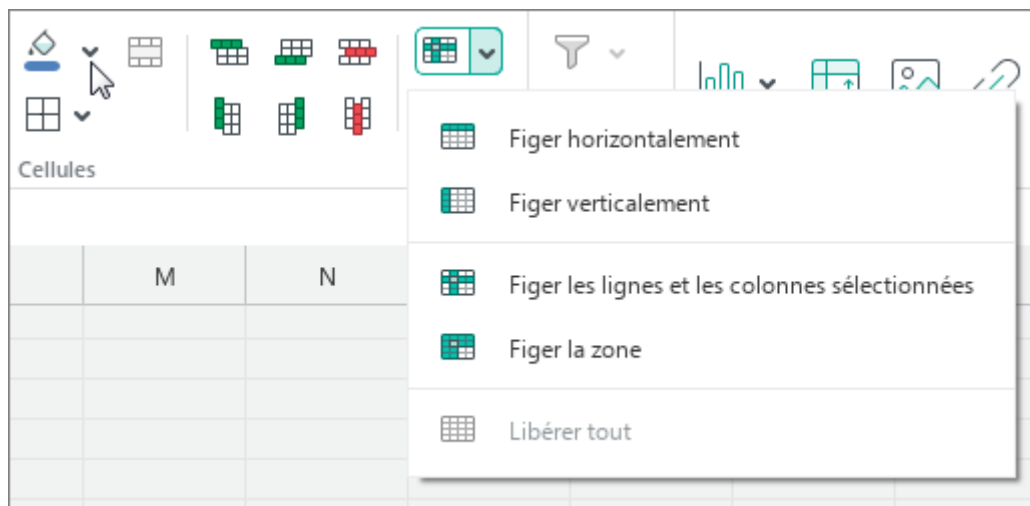 Cellules
Figer horizontalement
Figer verticalement
Figer les lignes et les colonnes sélectionnées
Figer la zone
Libérer tout
M N